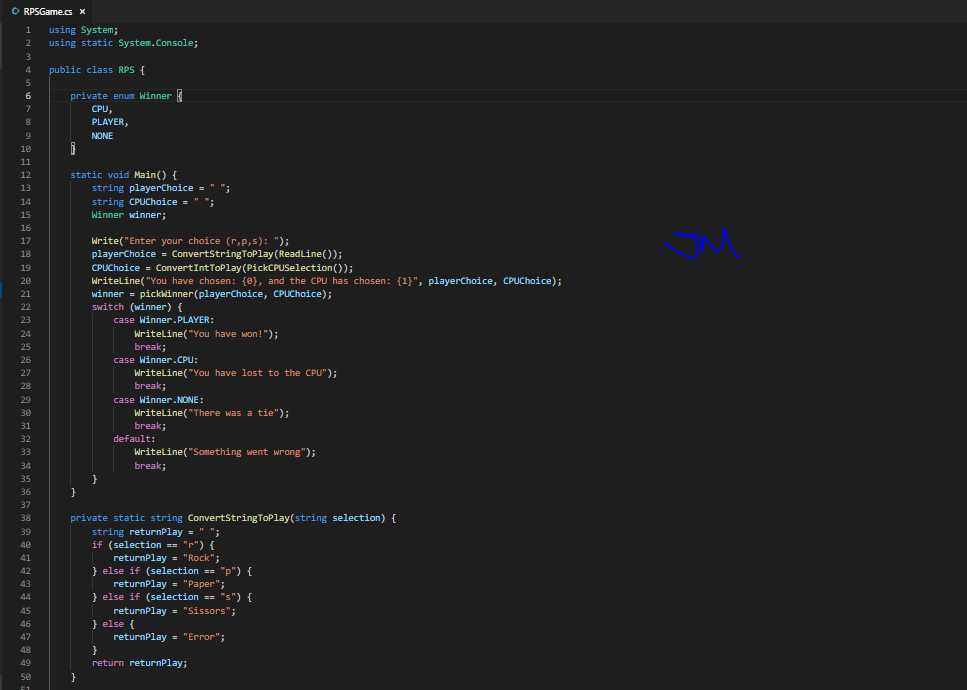 RPSGame.cs ×
1 using System;
2 using static System.Console;
3
4 public class RPS {
5
6 private enum Winner {
7 CPU,
8 PLAYER,
9 NONE
10 }
11
12 static void Main() {
13 string playerChoice = " ";
14 string CPUChoice = " ";
15 Winner winner;
16
17 Write("Enter your choice (r,p,s): ");
18 playerChoice = ConvertStringToPlay(ReadLine());
19 CPUChoice = ConvertIntToPlay(PickCPUSelection());
20 WriteLine("You have chosen: {0}, and the CPU has chosen: {1}", playerChoice, CPUChoice);
21 winner = pickWinner(playerChoice, CPUChoice);
22 switch (winner) {
23 case Winner.PLAYER:
24 WriteLine("You have won!");
25 break;
26 case Winner.CPU:
27 WriteLine("You have lost to the CPU");
28 break;
29 case Winner.NONE:
30 WriteLine("There was a tie");
31 break;
32 default:
33 WriteLine("Something went wrong");
34 break;
35 }
36 }
37
38 private static string ConvertStringToPlay(string selection) {
39 string returnPlay = " ";
40 if (selection == "r") {
41 returnPlay = "Rock";
42 } else if (selection == "p") {
43 returnPlay = "Paper";
44 } else if (selection == "s") {
45 returnPlay = "Sissors";
46 } else {
47 returnPlay = "Error";
48 }
49 return returnPlay;
50 }
51